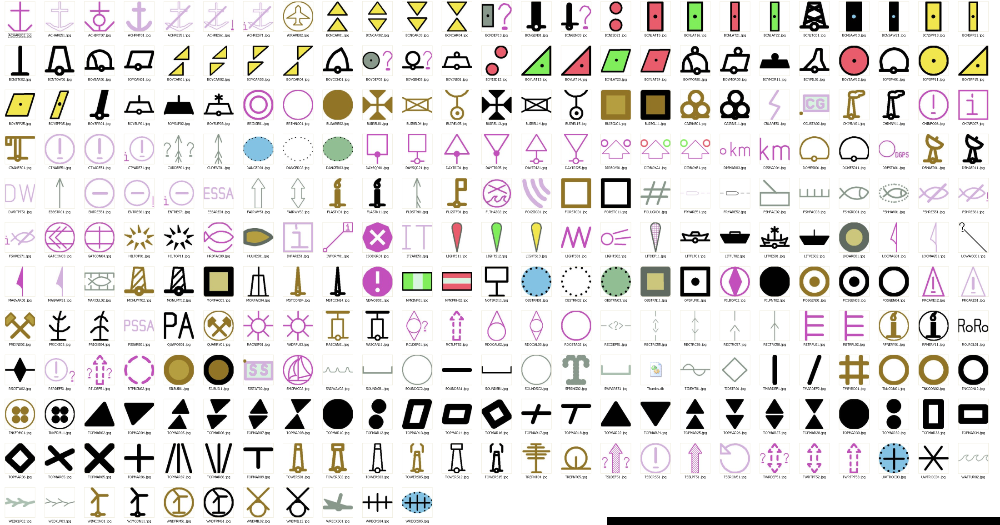 ACHARE02.jpg ACHARE51.jpg ACHBRT07.jpg ACHPNT01.jpg ACHRES51.jpg ! ACHRES61.jpg i ACHRES71.jpg AIRARE02.jpg BCNCAR01.jpg BCNCAR02.jpg BCNCAR03.jpg BCNCAR04.jpg ? BCNDEF13.jpg BCNGEN01.jpg ? BCNGEN03.jpg BCNISD21.jpg BCNLAT15.jpg BCNLAT16.jpg BCNLAT21.jpg BCNLAT22.jpg BCNLTC01.jpg BCNSAW13.jpg BCNSAW21.jpg BCNSPP13.jpg BCNSPP21.jpg
BCNSTK02.jpg BCNTOW01.jpg BOYBAR01.jpg BOYCAN01.jpg BOYCAR01.jpg BOYCAR02.jpg BOYCAR03.jpg BOYCAR04.jpg BOYCON01.jpg ? BOYDEF03.jpg ? BOYGEN03.jpg BOYINB01.jpg BOYISD12.jpg BOYLAT13.jpg BOYLAT14.jpg BOYLAT23.jpg BOYLAT24.jpg BOYMOR01.jpg BOYMOR03.jpg BOYMOR11.jpg BOYPIL01.jpg BOYSAW12.jpg BOYSPH01.jpg BOYSPP11.jpg BOYSPP15.jpg
BOYSPP25.jpg BOYSPP35.jpg BOYSPR01.jpg BOYSUP01.jpg BOYSUP02.jpg BOYSUP03.jpg BRIDGE01.jpg BRTHNO01.jpg BUAARE02.jpg BUIREL01.jpg BUIREL04.jpg BUIREL05.jpg BUIREL13.jpg BUIREL14.jpg BUIREL15.jpg BUISGL01.jpg BUISGL11.jpg CAIRNS01.jpg CAIRNS11.jpg CBLARE51.jpg CG CGUSTA02.jpg CHIMNY01.jpg CHIMNY11.jpg ! CHINFO06.jpg i CHINFO07.jpg
CRANES01.jpg ! CTNARE51.jpg ! CTYARE51.jpg i ! CTYARE71.jpg ? ? CURDEF01.jpg CURENT01.jpg DANGER01.jpg DANGER02.jpg DANGER03.jpg DAYSQR01.jpg DAYSQR21.jpg DAYTRI01.jpg DAYTRI05.jpg DAYTRI21.jpg DAYTRI25.jpg DIRBOY01.jpg DIRBOYA1.jpg DIRBOYB1.jpg km DISMAR03.jpg km DISMAR04.jpg DOMES001.jpg DOMES011.jpg DGPS DRFSTA01.jpg DSHAER01.jpg DSHAER11.jpg
DW DWRTPT51.jpg EBBSTR01.jpg ENTRES51.jpg ! ENTRES61.jpg i ENTRES71.jpg ESSA ESSARE01.jpg FAIRWY51.jpg FAIRWY52.jpg FLASTK01.jpg FLASTK11.jpg FLDSTR01.jpg FLGSTF01.jpg FLTHAZ02.jpg FOGSIG01.jpg FORSTC01.jpg FORSTC11.jpg FOULGND1.jpg FRYARE51.jpg FRYARE52.jpg FSHFAC02.jpg FSHFAC03.jpg FSHGRD01.jpg FSHHAV01.jpg FSHRES51.jpg ! FSHRES61.jpg
i FSHRES71.jpg GATCON03.jpg GATCON04.jpg HILTOP01.jpg HILTOP11.jpg HRBFAC09.jpg HULKES01.jpg i INFARE51.jpg i INFORM01.jpg ISODGR01.jpg IT ITZARE51.jpg LIGHTS11.jpg LIGHTS12.jpg LIGHTS13.jpg LIGHTS81.jpg LIGHTS82.jpg LITDEF11.jpg LITFLT01.jpg LITFLT02.jpg LITVES01.jpg LITVES02.jpg LNDARE01.jpg LOCMAG01.jpg LOCMAG51.jpg ? LOWACC01.jpg
MAGVAR01.jpg MAGVAR51.jpg MARCUL02.jpg MONUMT02.jpg MONUMT12.jpg MORFAC03.jpg MORFAC04.jpg MSTCON04.jpg MSTCON14.jpg ! NEWOBJ01.jpg NMKINF01.jpg NMKPRH02.jpg NOTBRD11.jpg OBSTRN01.jpg OBSTRN02.jpg OBSTRN03.jpg OBSTRN11.jpg OFSPLF01.jpg PILBOP02.jpg PILPNT02.jpg POSGEN01.jpg POSGEN03.jpg POSGEN04.jpg ! PRCARE12.jpg ! PRCARE51.jpg
PRDINS02.jpg PRICKE03.jpg PRICKE04.jpg PSSA PSSARE01.jpg PA QUAPOS01.jpg QUARRY01.jpg RACNSP01.jpg RADRFL03.jpg RASCAN01.jpg RASCAN11.jpg ? RCLDEF01.jpg RCTLPT52.jpg RDOCAL02.jpg RDOCAL03.jpg RDOSTA02.jpg <?> RECDEF51.jpg RECTRC55.jpg RECTRC56.jpg RECTRC57.jpg RECTRC58.jpg RETRFL01.jpg RETRFL02.jpg RFNERY01.jpg RFNERY11.jpg RoRo ROLROL01.jpg
RSCSTA02.jpg ! ? RSRDEF51.jpg ? ? RTLDEF51.jpg RTPBCN02.jpg SILBUI01.jpg SILBUI11.jpg SS SISTAT02.jpg SMCFAC02.jpg SNDWAV02.jpg SOUNDGB1.jpg SOUNDGC2.jpg SOUNDSA1.jpg SOUNDSB1.jpg SOUNDSC2.jpg SPRING02.jpg SWPARE51.jpg Thumbs.db TIDEHT01.jpg TIDSTR01.jpg TMARDEF1.jpg TMARDEF2.jpg TMBYRD01.jpg TNKCON01.jpg TNKCON02.jpg TNKCON12.jpg
TNKFRM01.jpg TNKFRM11.jpg TOPMAR02.jpg TOPMAR04.jpg TOPMAR05.jpg TOPMAR06.jpg TOPMAR07.jpg TOPMAR08.jpg TOPMAR10.jpg TOPMAR12.jpg TOPMAR13.jpg TOPMAR14.jpg TOPMAR16.jpg TOPMAR17.jpg TOPMAR18.jpg TOPMAR22.jpg TOPMAR24.jpg TOPMAR25.jpg TOPMAR26.jpg TOPMAR27.jpg TOPMAR28.jpg TOPMAR30.jpg TOPMAR32.jpg TOPMAR33.jpg TOPMAR34.jpg
TOPMAR36.jpg TOPMAR65.jpg TOPMAR85.jpg TOPMAR86.jpg TOPMAR87.jpg TOPMAR88.jpg TOPMAR89.jpg TOWERS01.jpg TOWERS02.jpg TOWERS03.jpg TOWERS05.jpg TOWERS12.jpg TOWERS15.jpg TREPNT04.jpg TREPNT05.jpg ? ? TSLDEF51.jpg ! TSSCRS51.jpg TSSLPT51.jpg TSSRON51.jpg ? ? TWRDEF51.jpg TWRTPT52.jpg TWRTPT53.jpg UWTROC03.jpg UWTROC04.jpg WATTUR02.jpg
WEDKLP02.jpg WEDKLP03.jpg WIMCON01.jpg WIMCON11.jpg WNDFRM51.jpg WNDFRM61.jpg WNDMIL02.jpg WNDMIL12.jpg WRECKS01.jpg WRECKS04.jpg WRECKS05.jpg